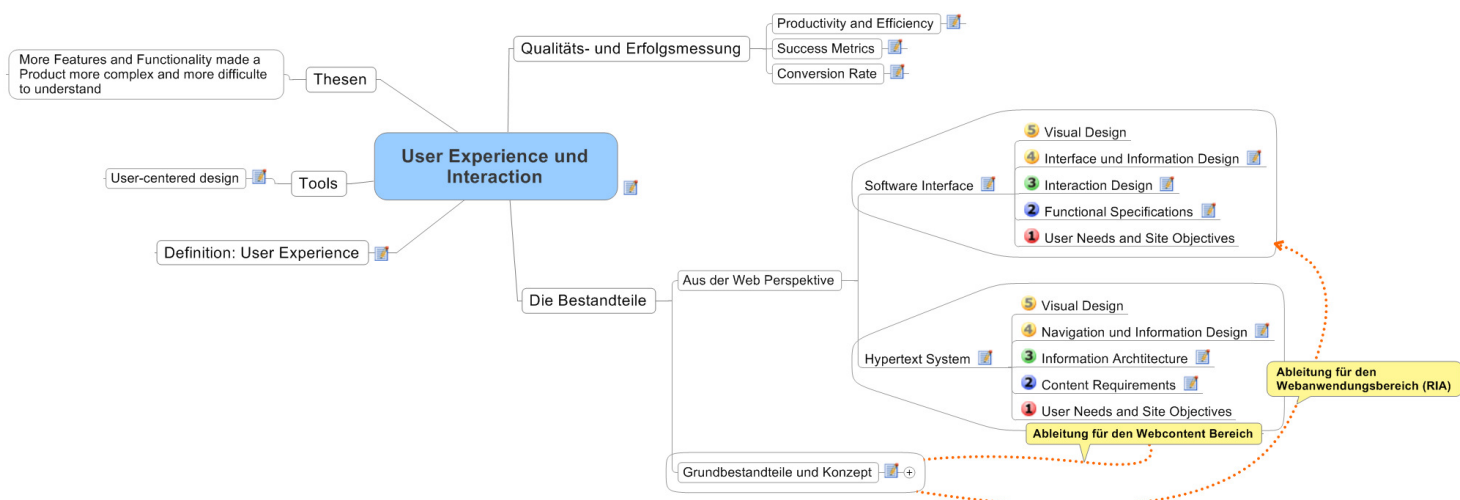 User Experience und
Interaction
Thesen
More Features and Functionality made a
Product more complex and more difficulte
to understand
Tools
User-centered design
Definition: User Experience
Qualitäts- und Erfolgsmessung
Productivity and Efficiency
Success Metrics
Conversion Rate
Die Bestandteile
Aus der Web Perspektive
Software Interface
5 Visual Design
4 Interface und Information Design
3 Interaction Design
2 Functional Specifications
1 User Needs and Site Objectives
Hypertext System
5 Visual Design
4 Navigation und Information Design
3 Information Archtitecture
2 Content Requirements
1 User Needs and Site Objectives
Grundbestandteile und Konzept
Ableitung für den Webcontent Bereich
Ableitung für den
Webanwendungsbereich (RIA)